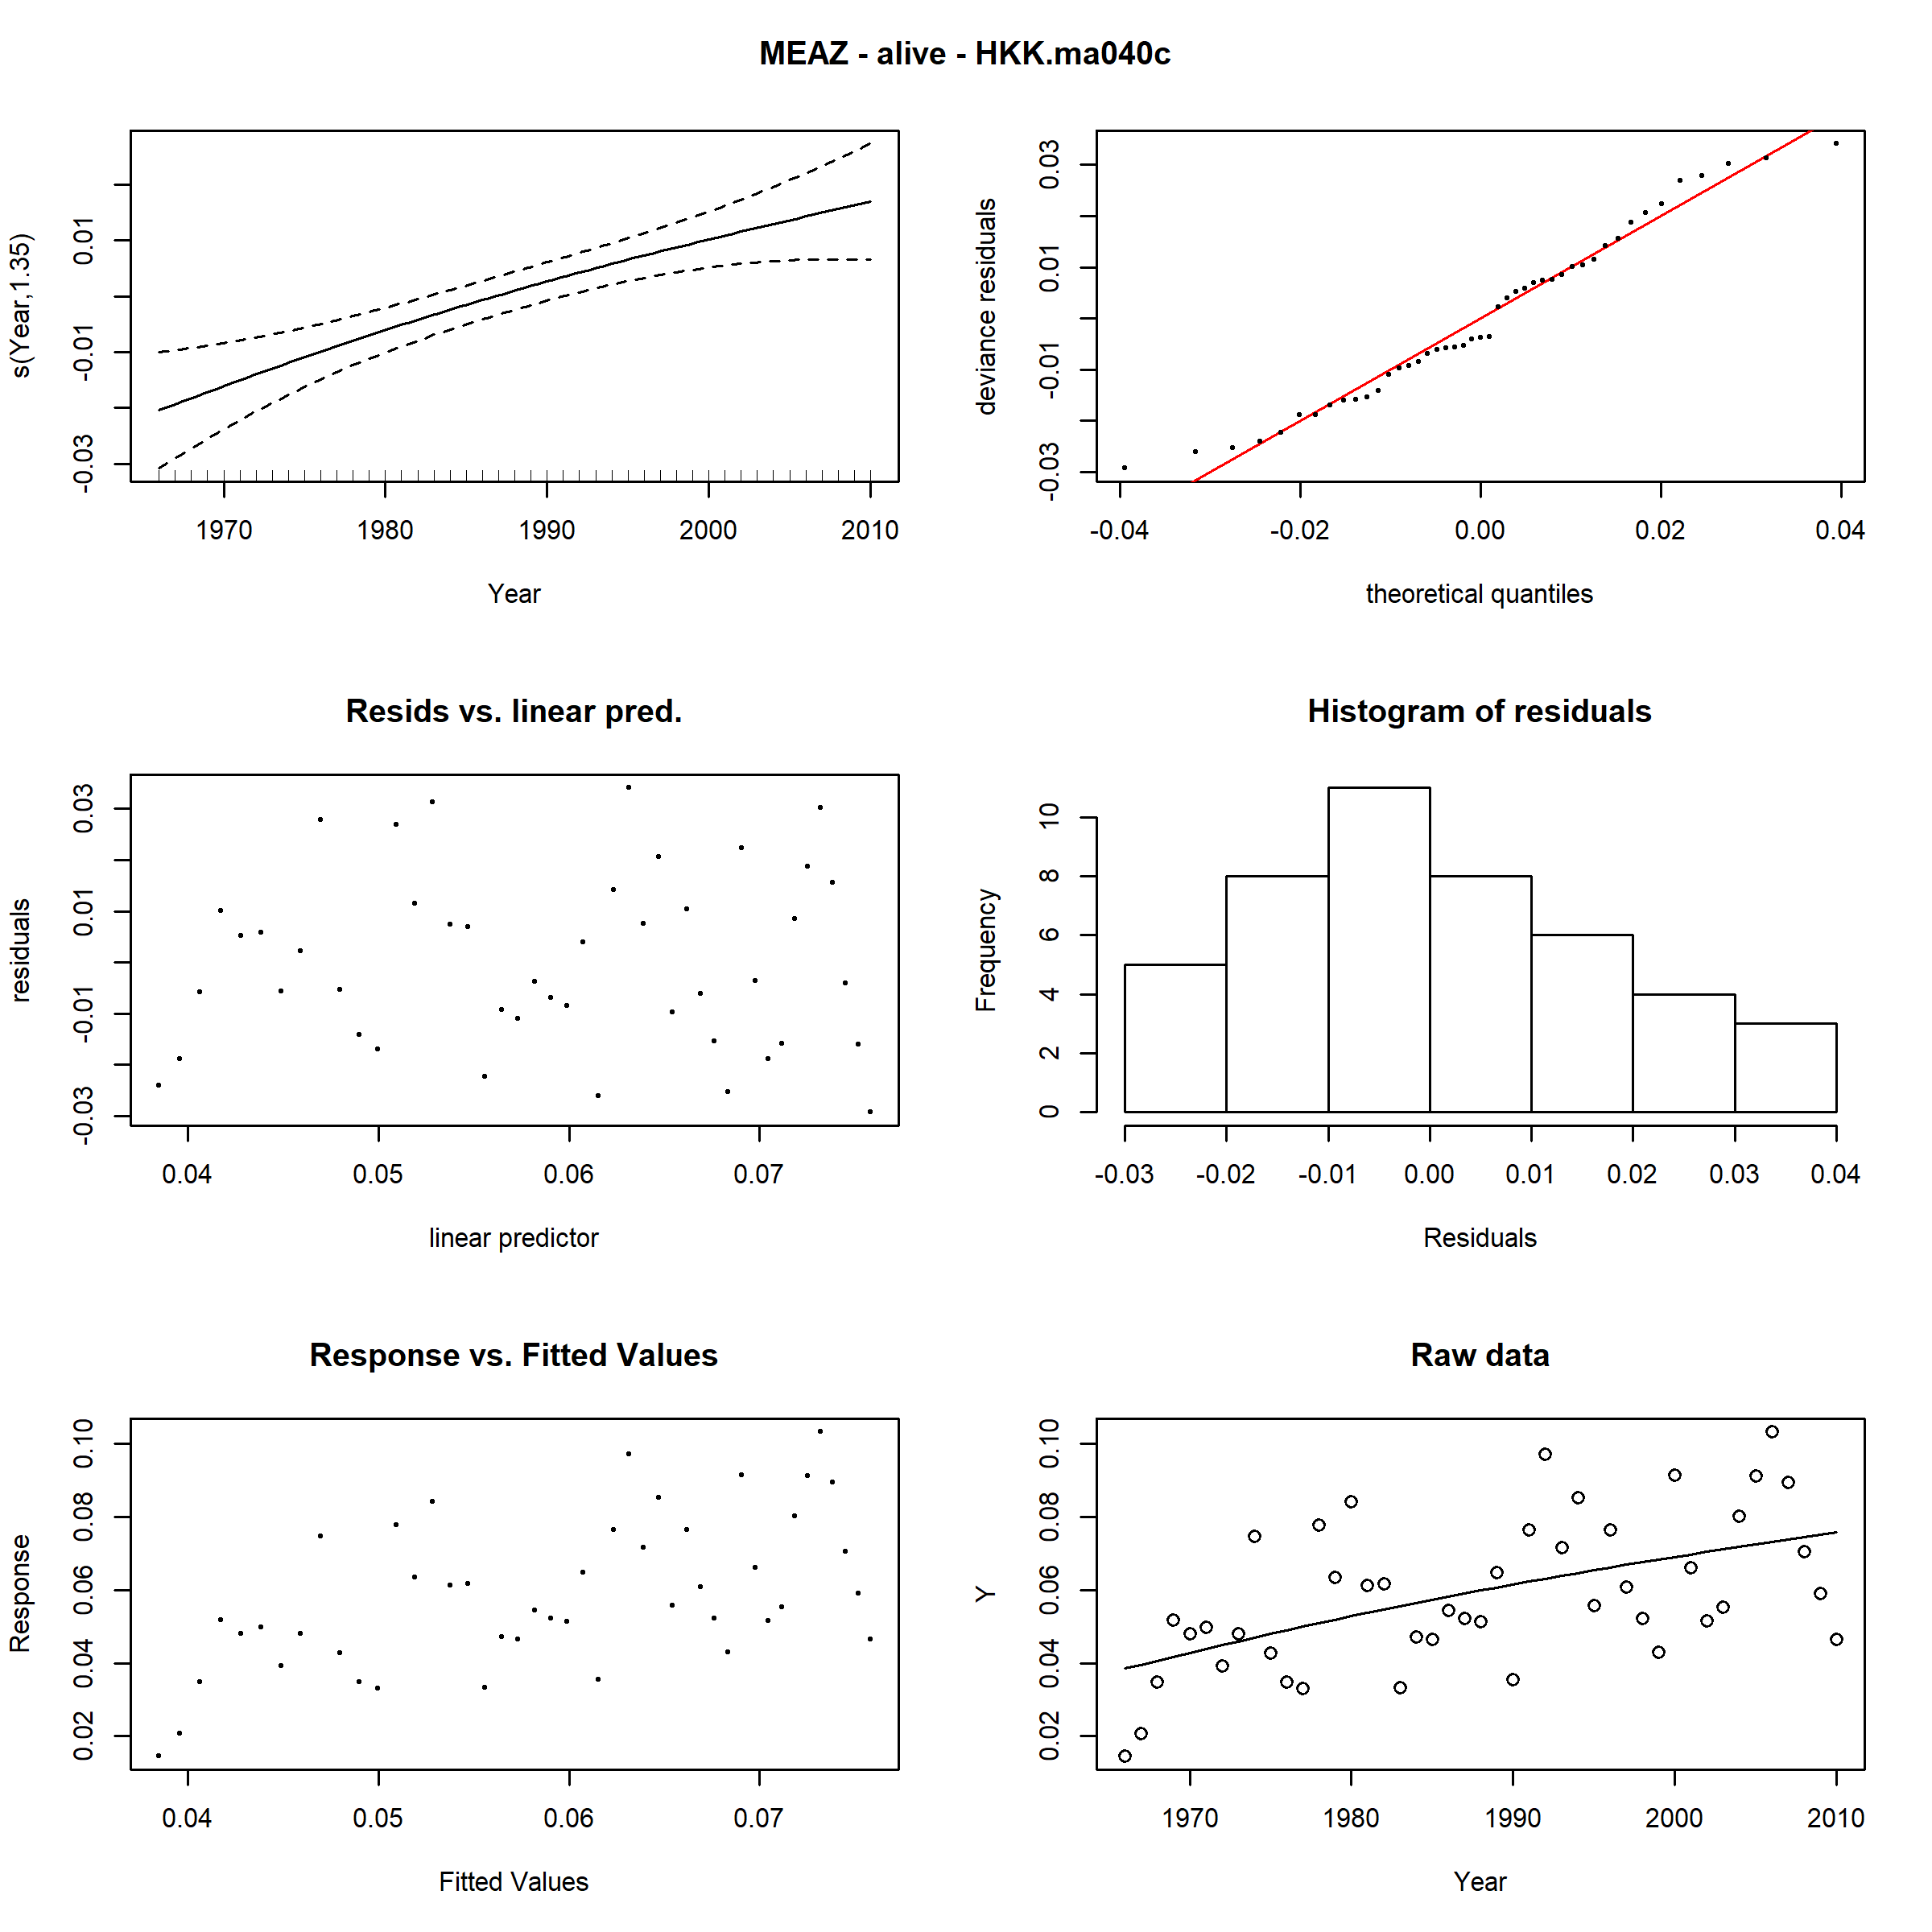 MEAZ - alive - HKK.ma040c
s(Year,1.35)
-0.03 -0.01 0.01
1970 1980 1990 2000 2010
Year
deviance residuals
-0.03 -0.01 0.01 0.03
-0.04 -0.02 0.00 0.02 0.04
theoretical quantiles
Resids vs. linear pred.
residuals
-0.03 -0.01 0.01 0.03
0.04 0.05 0.06 0.07
linear predictor
Histogram of residuals
Frequency
0 2 4 6 8 10
-0.03 -0.02 -0.01 0.00 0.01 0.02 0.03 0.04
Residuals
Response vs. Fitted Values
Response
0.02 0.04 0.06 0.08 0.10
0.04 0.05 0.06 0.07
Fitted Values
Raw data
Y
0.02 0.04 0.06 0.08 0.10
1970 1980 1990 2000 2010
Year